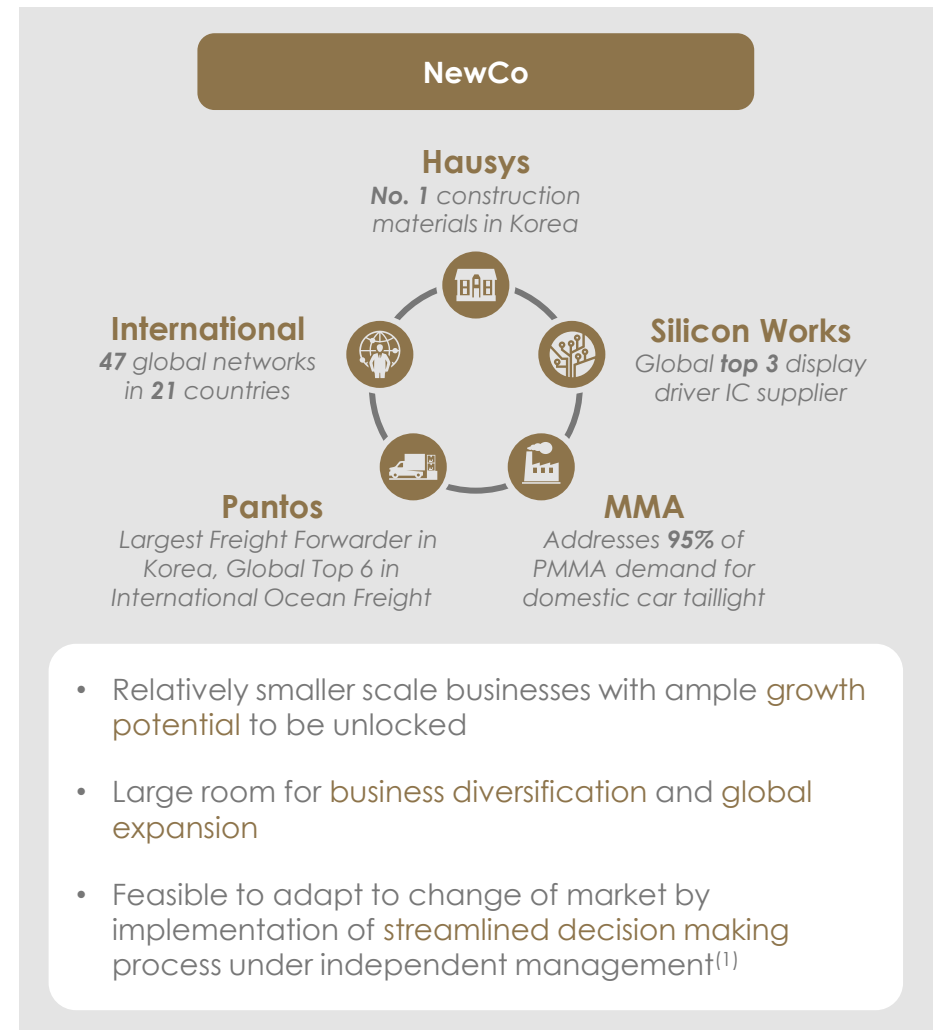 NewCo
Hausys
No. 1 construction
materials in Korea
International
47 global networks
in 21 countries
Silicon Works
Global top 3 display
driver IC supplier
Pantos
Largest Freight Forwarder in
Korea, Global Top 6 in
International Ocean Freight
MMA
Addresses 95% of
PMMA demand for
domestic car taillight
• Relatively smaller scale businesses with ample growth
potential to be unlocked
• Large room for business diversification and global
expansion
• Feasible to adapt to change of market by
implementation of streamlined decision making
process under independent management(1)